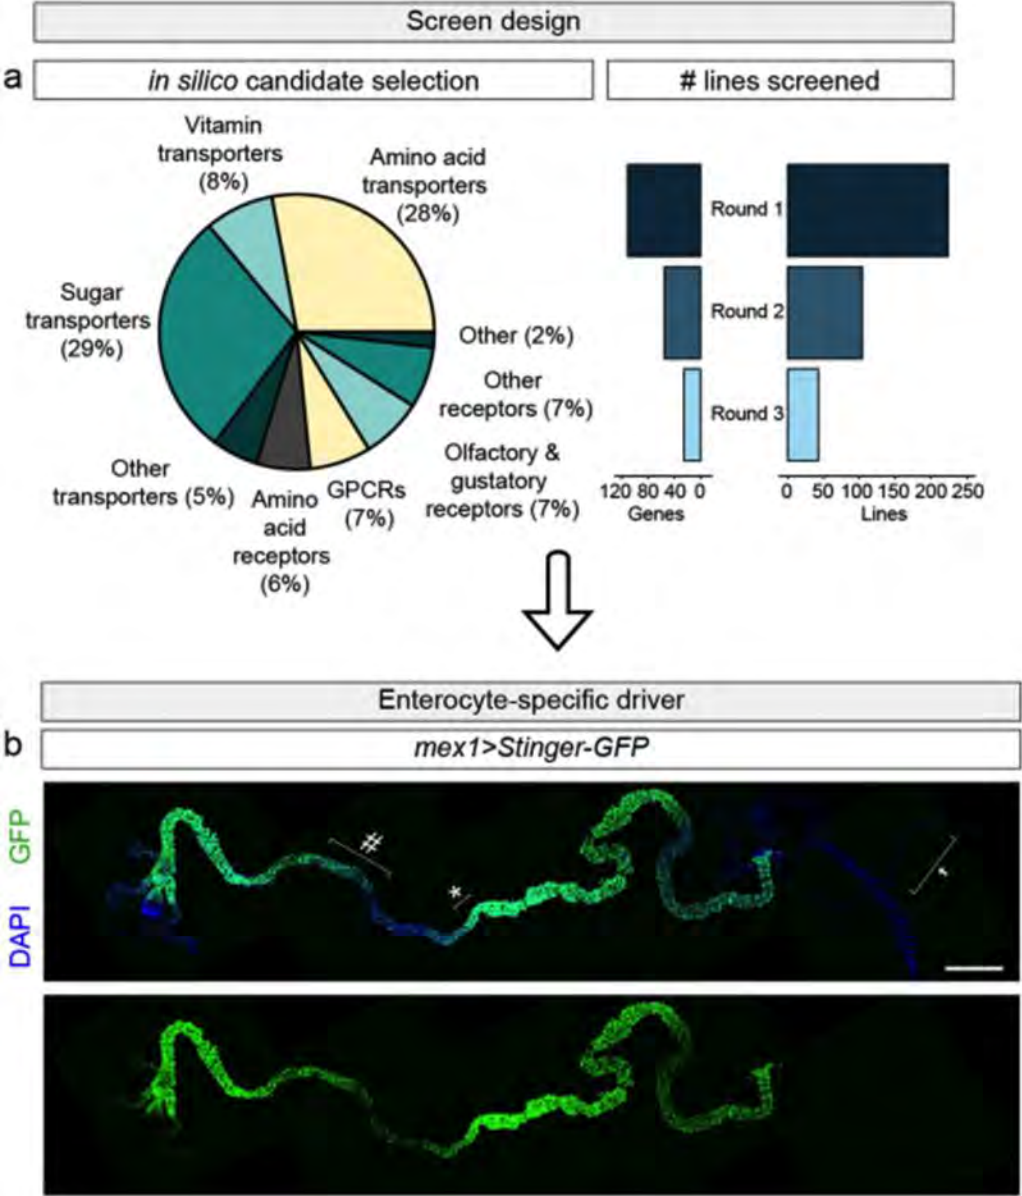 Screen design
a
in silico candidate selection
# lines screened
Vitamin
transporters
(8%)
Amino acid
transporters
(28%)
Sugar
transporters
(29%)
Other (2%)
Other
receptors (7%)
Olfactory &
gustatory
receptors (7%)
GPCRs
(7%)
Amino
acid
receptors
(6%)
Other
transporters (5%)
Round 1
Round 2
Round 3
120 80 40 0
Genes
0 50 100 150 200 250
Lines
Enterocyte-specific driver
b
mex1>Stinger-GFP
DAPI GFP
#
*